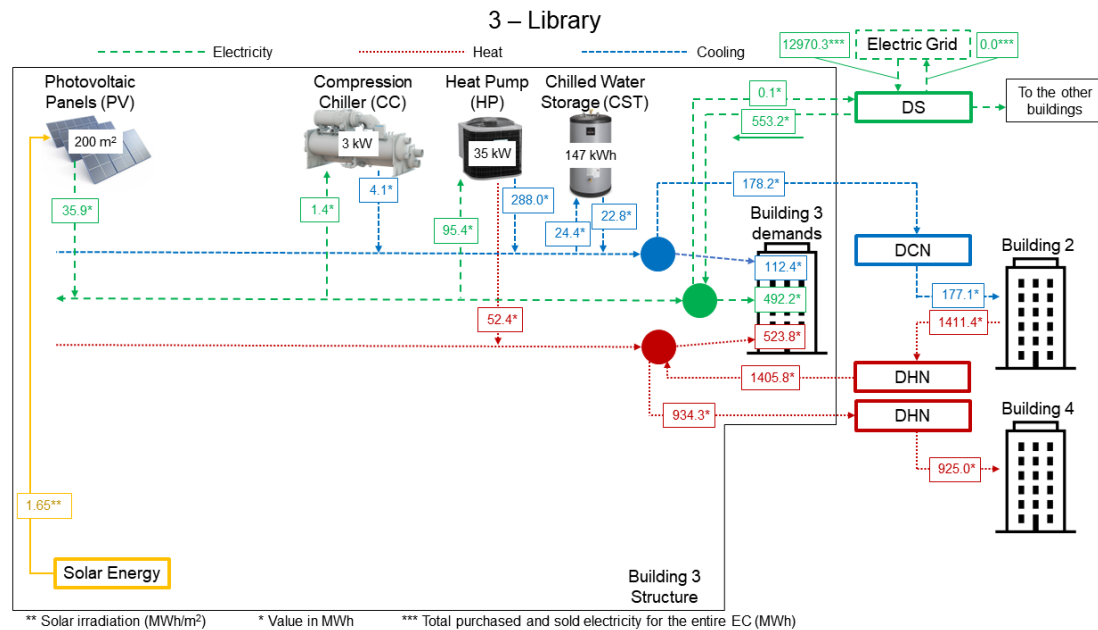 3 – Library
Electricity
Heat
Cooling
12970.3***
Electric Grid
0.0***
Photovoltaic
Panels (PV)
Compression
Chiller (CC)
Heat Pump
(HP)
Chilled Water
Storage (CST)
200 m²
3 kW
35 kW
147 kWh
0.1*
553.2*
DS
To the other
buildings
35.9*
1.4*
4.1*
95.4*
288.0*
24.4*
22.8*
178.2*
Building 3
demands
DCN
Building 2
112.4*
177.1*
492.2*
52.4*
523.8*
1411.4*
1405.8*
DHN
934.3*
DHN
Building 4
925.0*
1.65**
Solar Energy
Building 3
Structure
** Solar irradiation (MWh/m²)
* Value in MWh
*** Total purchased and sold electricity for the entire EC (MWh)